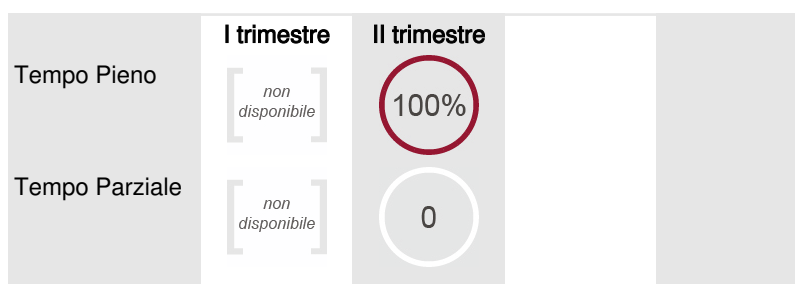 I trimestre II trimestre
Tempo Pieno
non
disponibile
100%
Tempo Parziale
non
disponibile
0